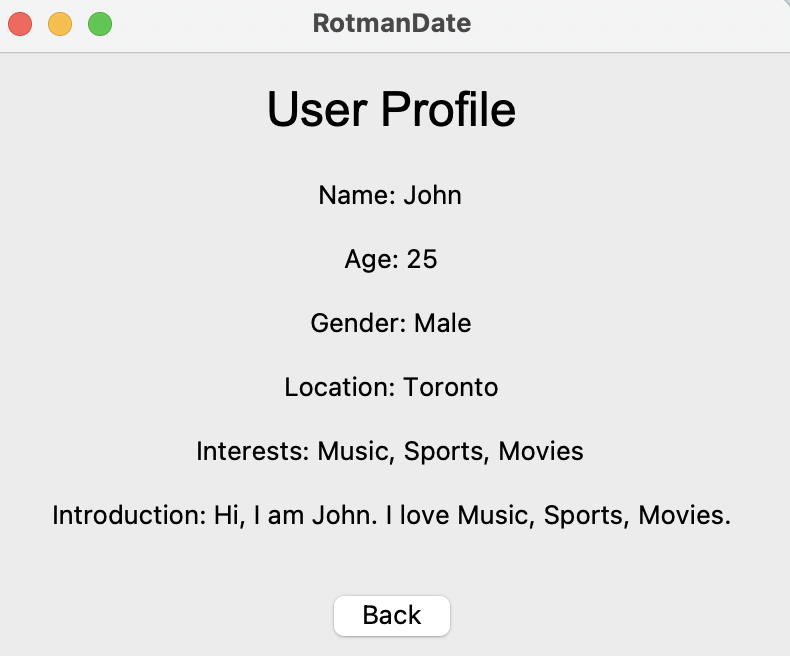 RotmanDate
User Profile
Name: John
Age: 25
Gender: Male
Location: Toronto
Interests: Music, Sports, Movies
Introduction: Hi, I am John. I love Music, Sports, Movies.
Back